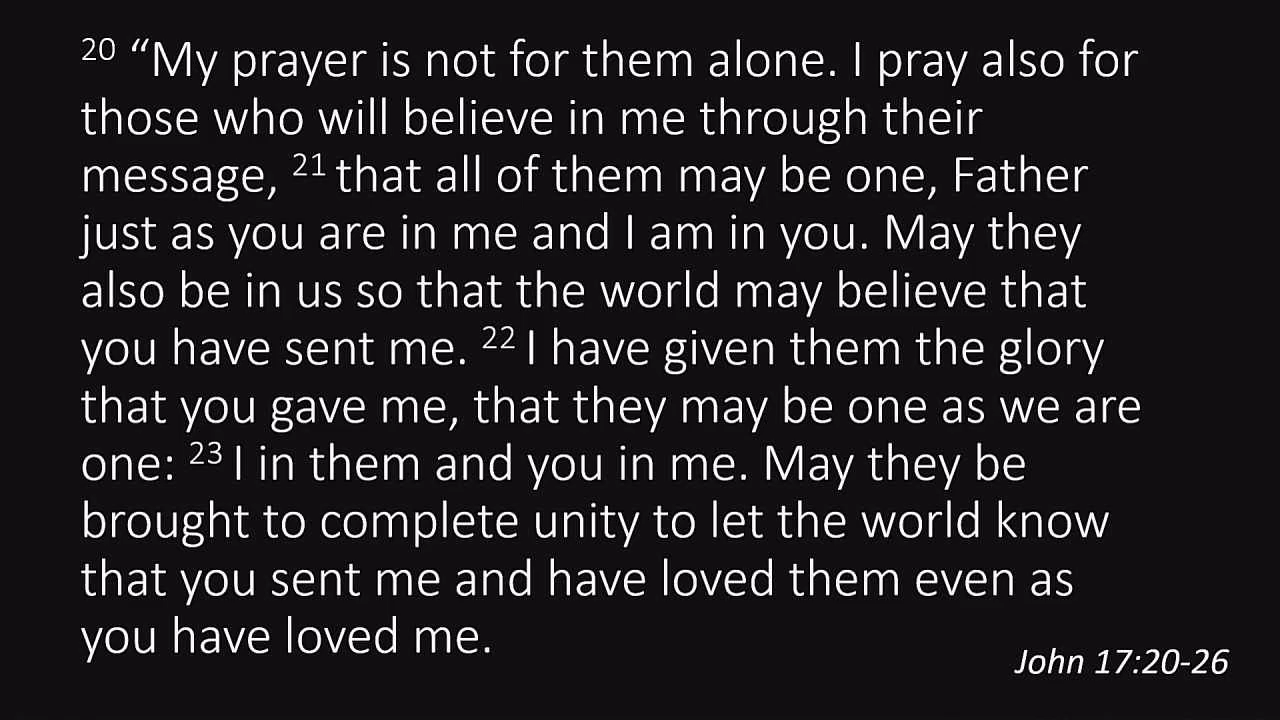 20 “My prayer is not for them alone. I pray also for
those who will believe in me through their
message, 21 that all of them may be one, Father
just as you are in me and I am in you. May they
also be in us so that the world may believe that
you have sent me. 22 I have given them the glory
that you gave me, that they may be one as we are
one: 23 I in them and you in me. May they be
brought to complete unity to let the world know
that you sent me and have loved them even as
you have loved me.
John 17:20-26